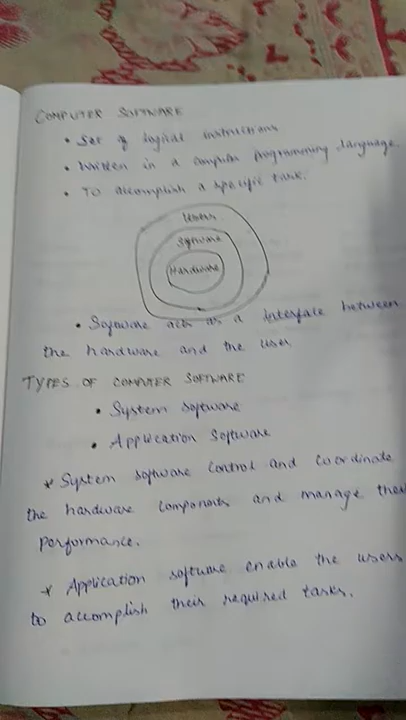 COMPUTER SOFTWARE
• Set of logical instructions
• Written in a computer programming language.
• To accomplish a specific task.
Users
Software
Hardware
• Software acts as a interface between
the hardware and the user
TYPES OF COMPUTER SOFTWARE
• System software
• Application Software
* System software control and coordinate
the hardware components and manage their
performance.
* Application software enable the users
to accomplish their required tasks.